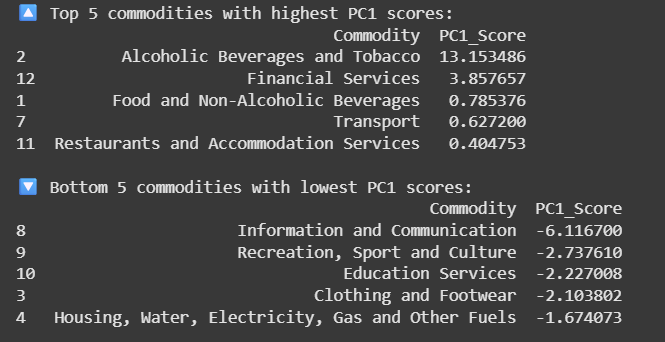 🔼 Top 5 commodities with highest PC1 scores:
Commodity PC1_Score
2 Alcoholic Beverages and Tobacco 13.153486
12 Financial Services 3.857657
1 Food and Non-Alcoholic Beverages 0.785376
7 Transport 0.627200
11 Restaurants and Accommodation Services 0.404753
🔽 Bottom 5 commodities with lowest PC1 scores:
Commodity PC1_Score
8 Information and Communication -6.116700
9 Recreation, Sport and Culture -2.737610
10 Education Services -2.227008
3 Clothing and Footwear -2.103802
4 Housing, Water, Electricity, Gas and Other Fuels -1.674073